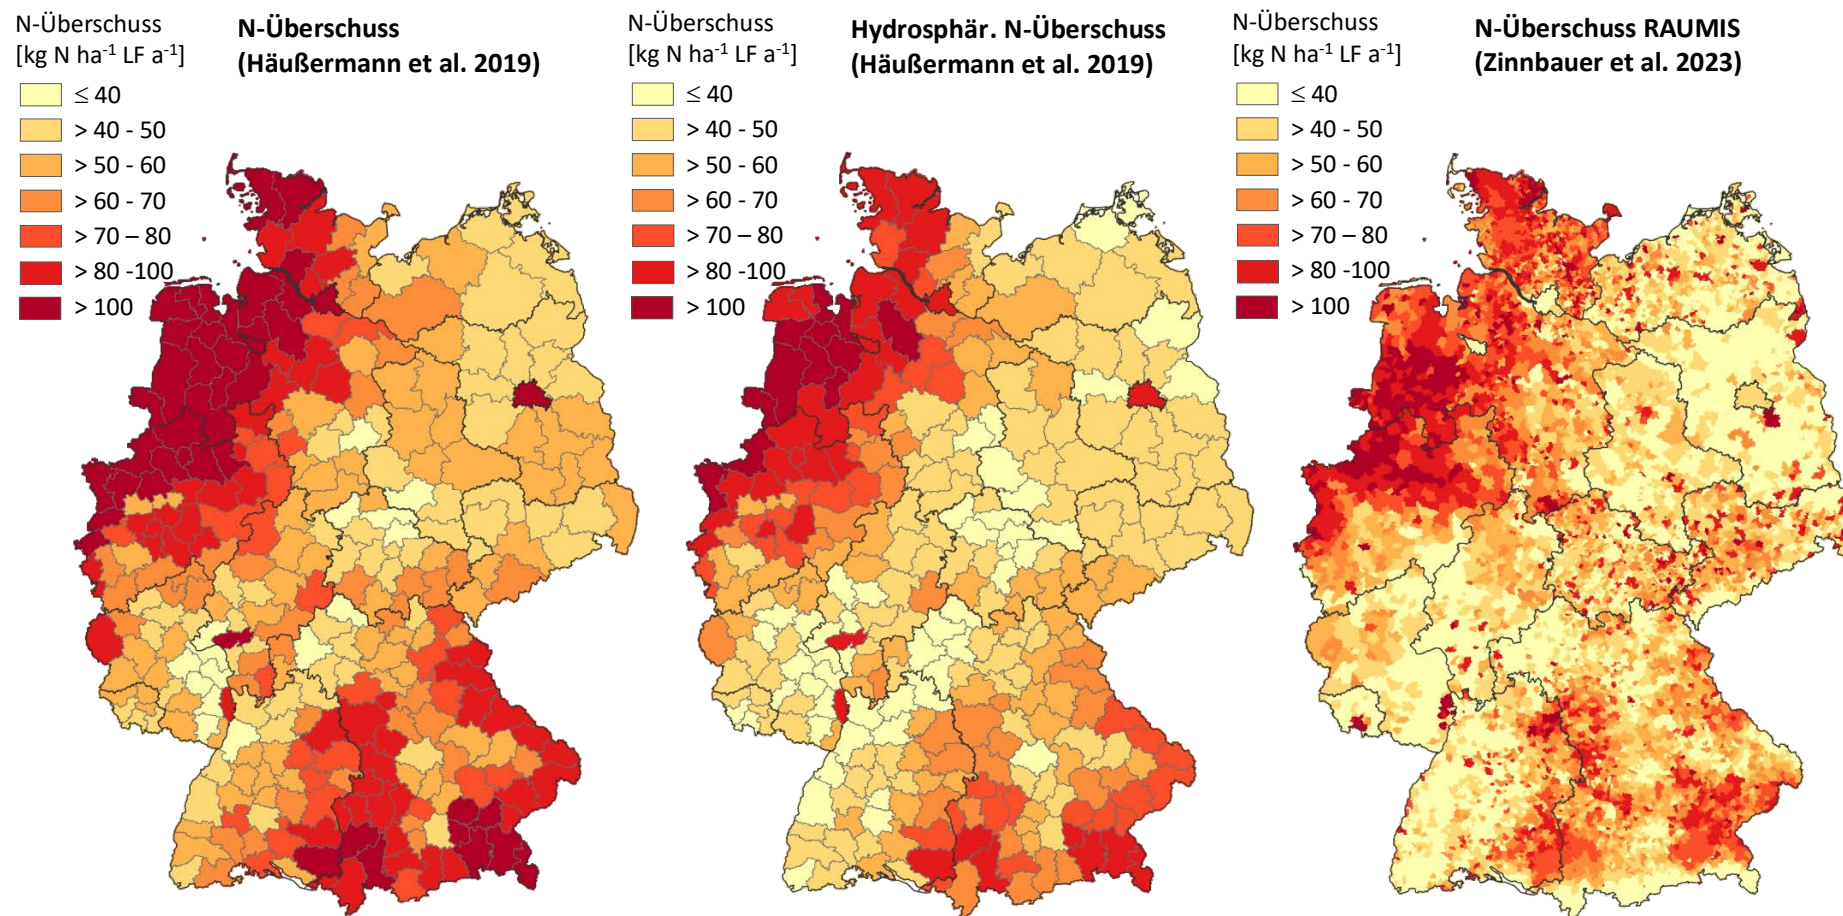 N-Überschuss
[kg N ha-1 LF a-1]
N-Überschuss
(Häußermann et al. 2019)
≤ 40
> 40 - 50
> 50 - 60
> 60 - 70
> 70 – 80
> 80 -100
> 100
N-Überschuss
[kg N ha-1 LF a-1]
Hydrosphär. N-Überschuss
(Häußermann et al. 2019)
≤ 40
> 40 - 50
> 50 - 60
> 60 - 70
> 70 – 80
> 80 -100
> 100
N-Überschuss
[kg N ha-1 LF a-1]
N-Überschuss RAUMIS
(Zinnbauer et al. 2023)
≤ 40
> 40 - 50
> 50 - 60
> 60 - 70
> 70 – 80
> 80 -100
> 100